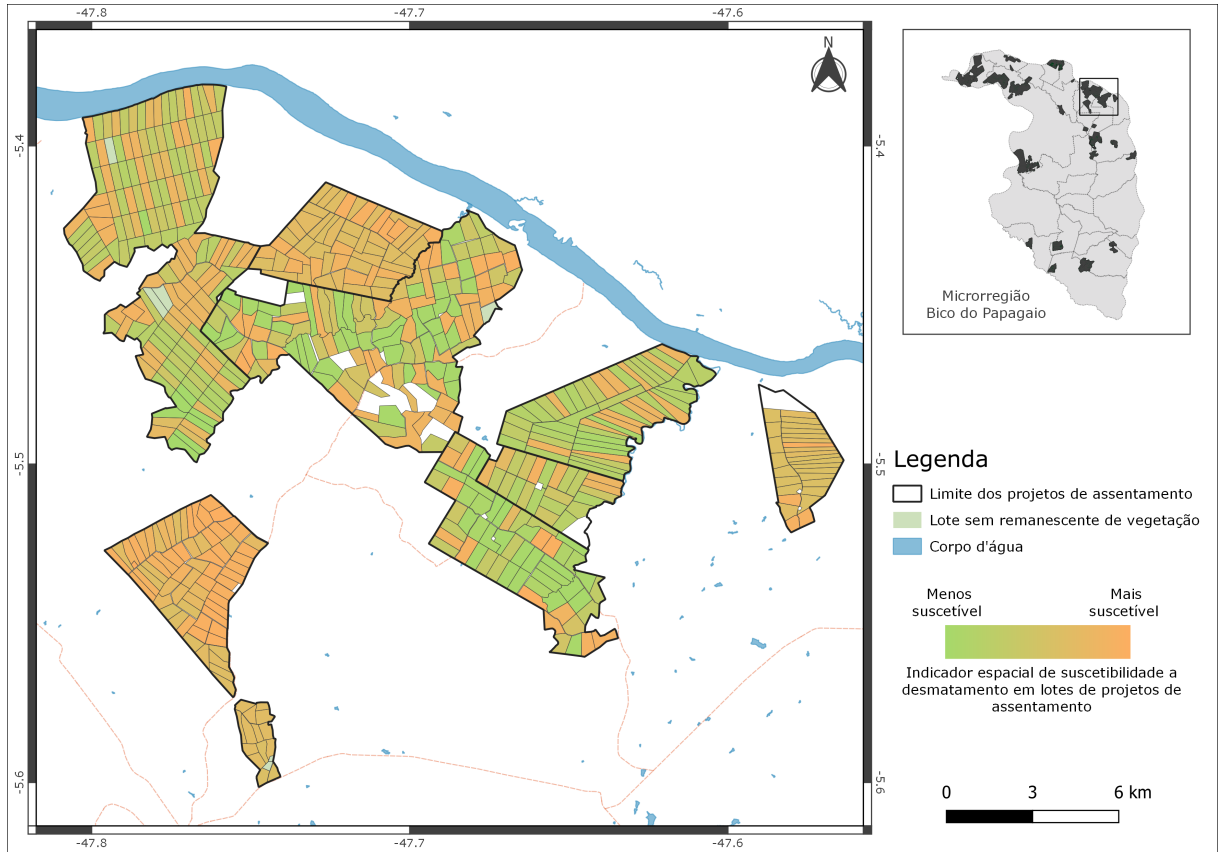 -47.8
-47.7
-47.6
N
-5.4
-5.4
Microrregião
Bico do Papagaio
-5.5
-5.5
Legenda
Limite dos projetos de assentamento
Lote sem remanescente de vegetação
Corpo d'água
Menos
suscetível
Mais
suscetível
Indicador espacial de suscetibilidade a
desmatamento em lotes de projetos de
assentamento
-5.6
-5.6
0
3
6 km
-47.8
-47.7
-47.6